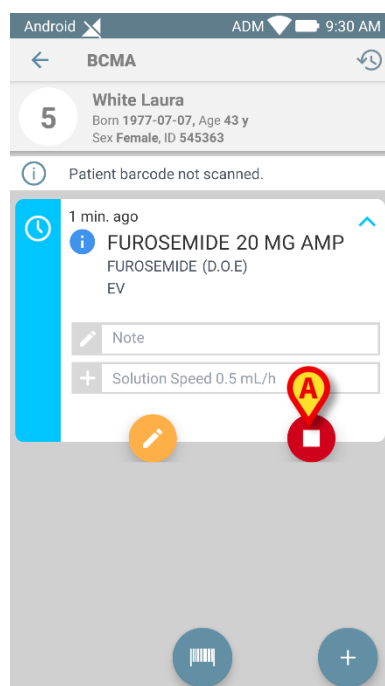 Android ADM 9:30 AM
BCMA
5
White Laura
Born 1977-07-07, Age 43 y
Sex Female, ID 545363
i Patient barcode not scanned.
1 min. ago
i FUROSEMIDE 20 MG AMP
FUROSEMIDE (D.O.E)
EV
Note
Solution Speed 0.5 mL/h
A